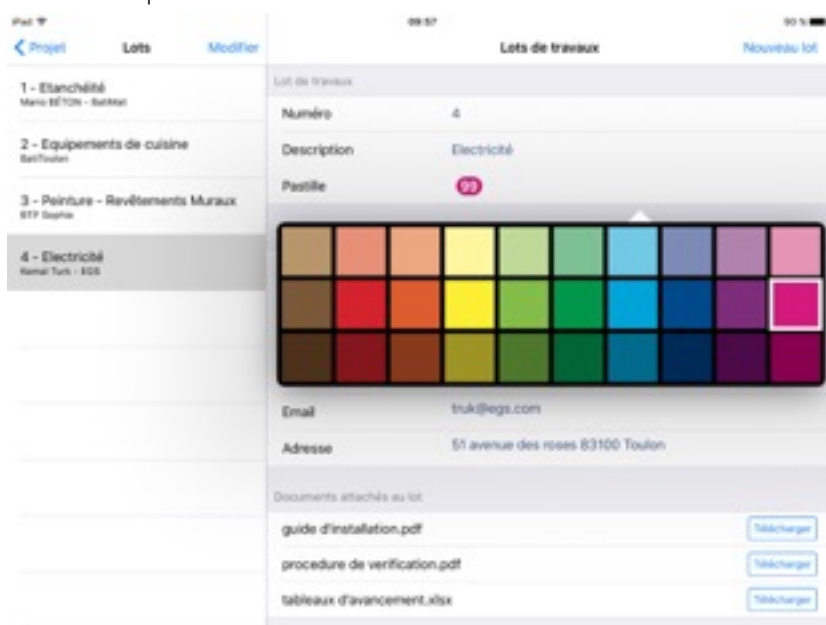 iPad
09:57
90 %
Projet
Lots
Modifier
Lots de travaux
Nouveau lot
1 - Etanchéité
Mario BÉTON - BatiMat
2 - Equipements de cuisine
BatiToulon
3 - Peinture - Revêtements Muraux
BTP Sophia
4 - Electricité
Kemal Turk - EGS
Lot de travaux
Numéro 4
Description Electricité
Pastille 99
Email truk@egs.com
Adresse 51 avenue des roses 83100 Toulon
Documents attachés au lot
guide d'installation.pdf Télécharger
procedure de verification.pdf Télécharger
tableaux d'avancement.xlsx Télécharger